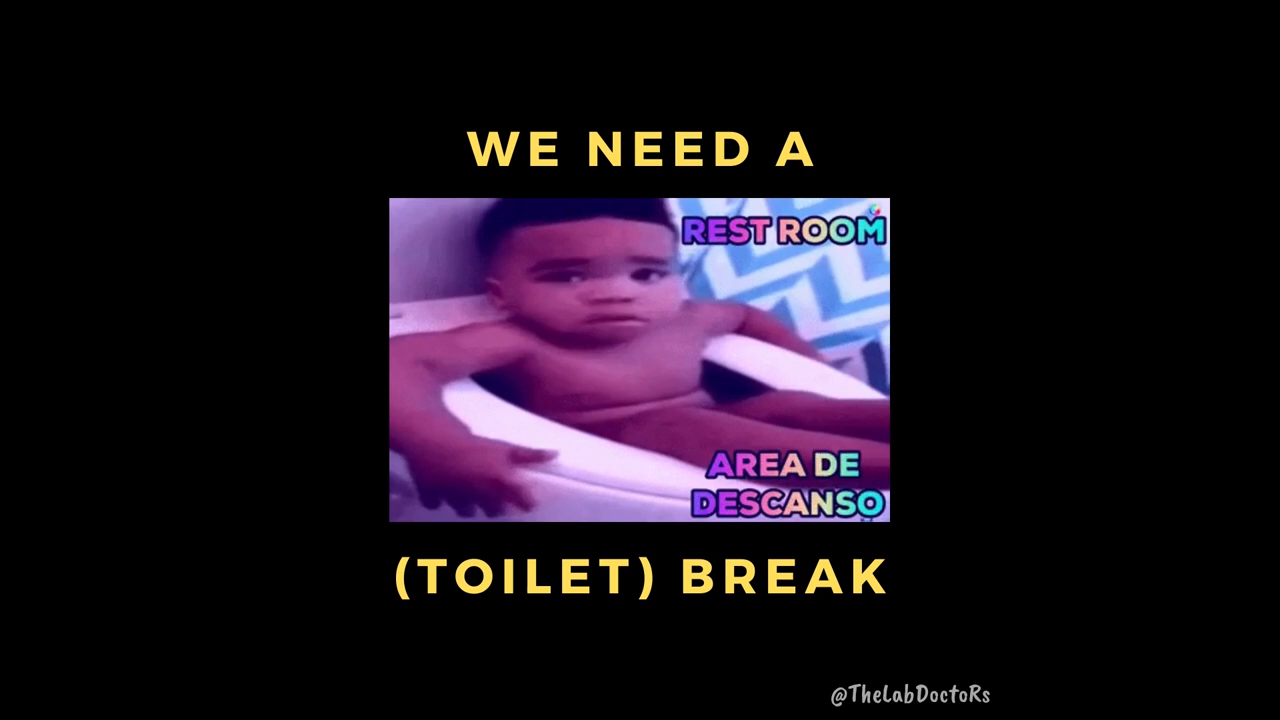 WE NEED A
REST ROOM
AREA DE
DESCANSO
(TOILET) BREAK
@TheLabDoctoRs